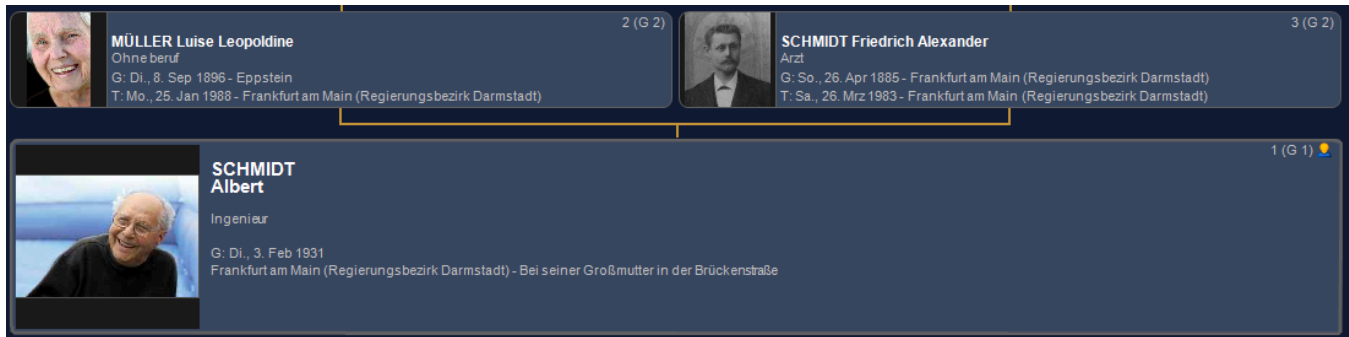 2 (G 2)
MÜLLER Luise Leopoldine
Ohne beruf
G: Di., 8. Sep 1896 - Eppstein
T: Mo., 25. Jan 1988 - Frankfurt am Main (Regierungsbezirk Darmstadt)
3 (G 2)
SCHMIDT Friedrich Alexander
Arzt
G: So., 26. Apr 1885 - Frankfurt am Main (Regierungsbezirk Darmstadt)
T: Sa., 26. Mrz 1983 - Frankfurt am Main (Regierungsbezirk Darmstadt)
1 (G 1)
SCHMIDT
Albert
Ingenieur
G: Di., 3. Feb 1931
Frankfurt am Main (Regierungsbezirk Darmstadt) - Bei seiner Großmutter in der Brückenstraße